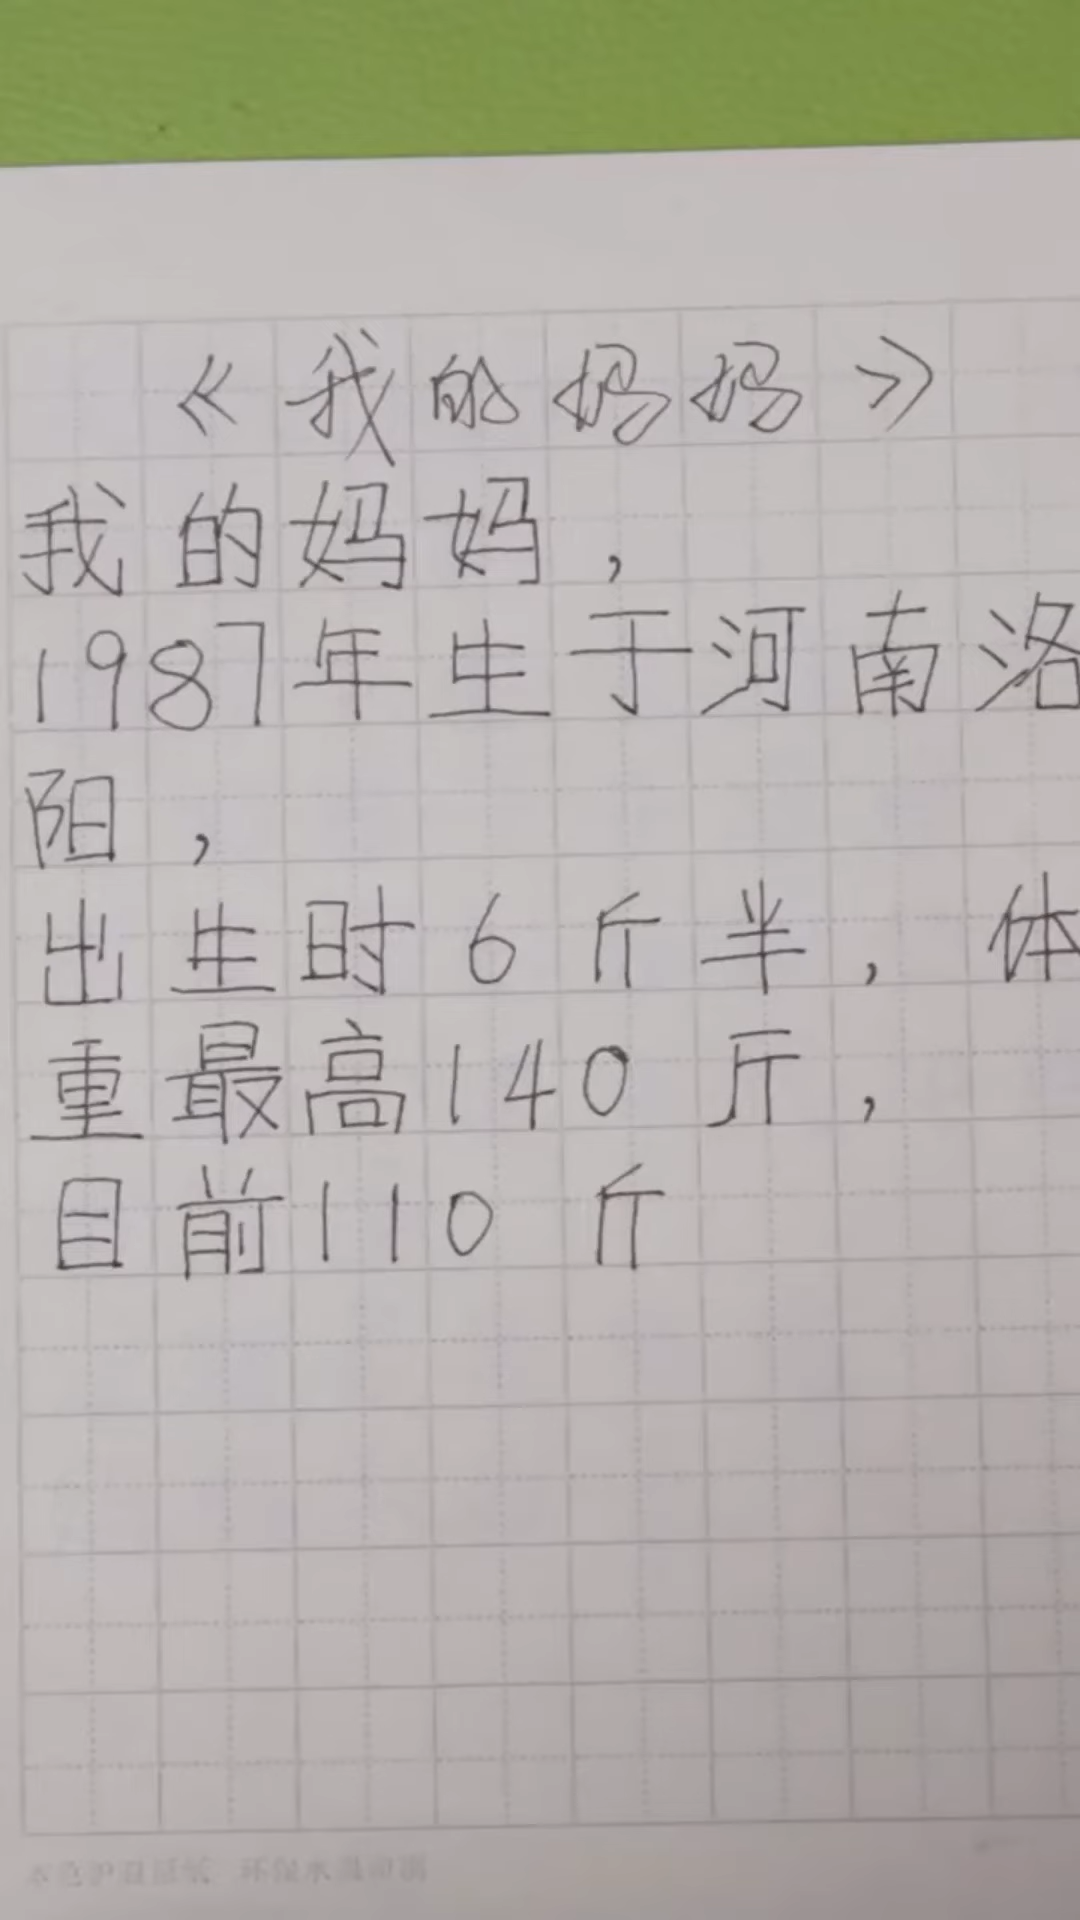 《我的妈妈》
我的妈妈，
1987年生于河南洛
阳，
出生时6斤半，体
重最高140斤，
目前110斤